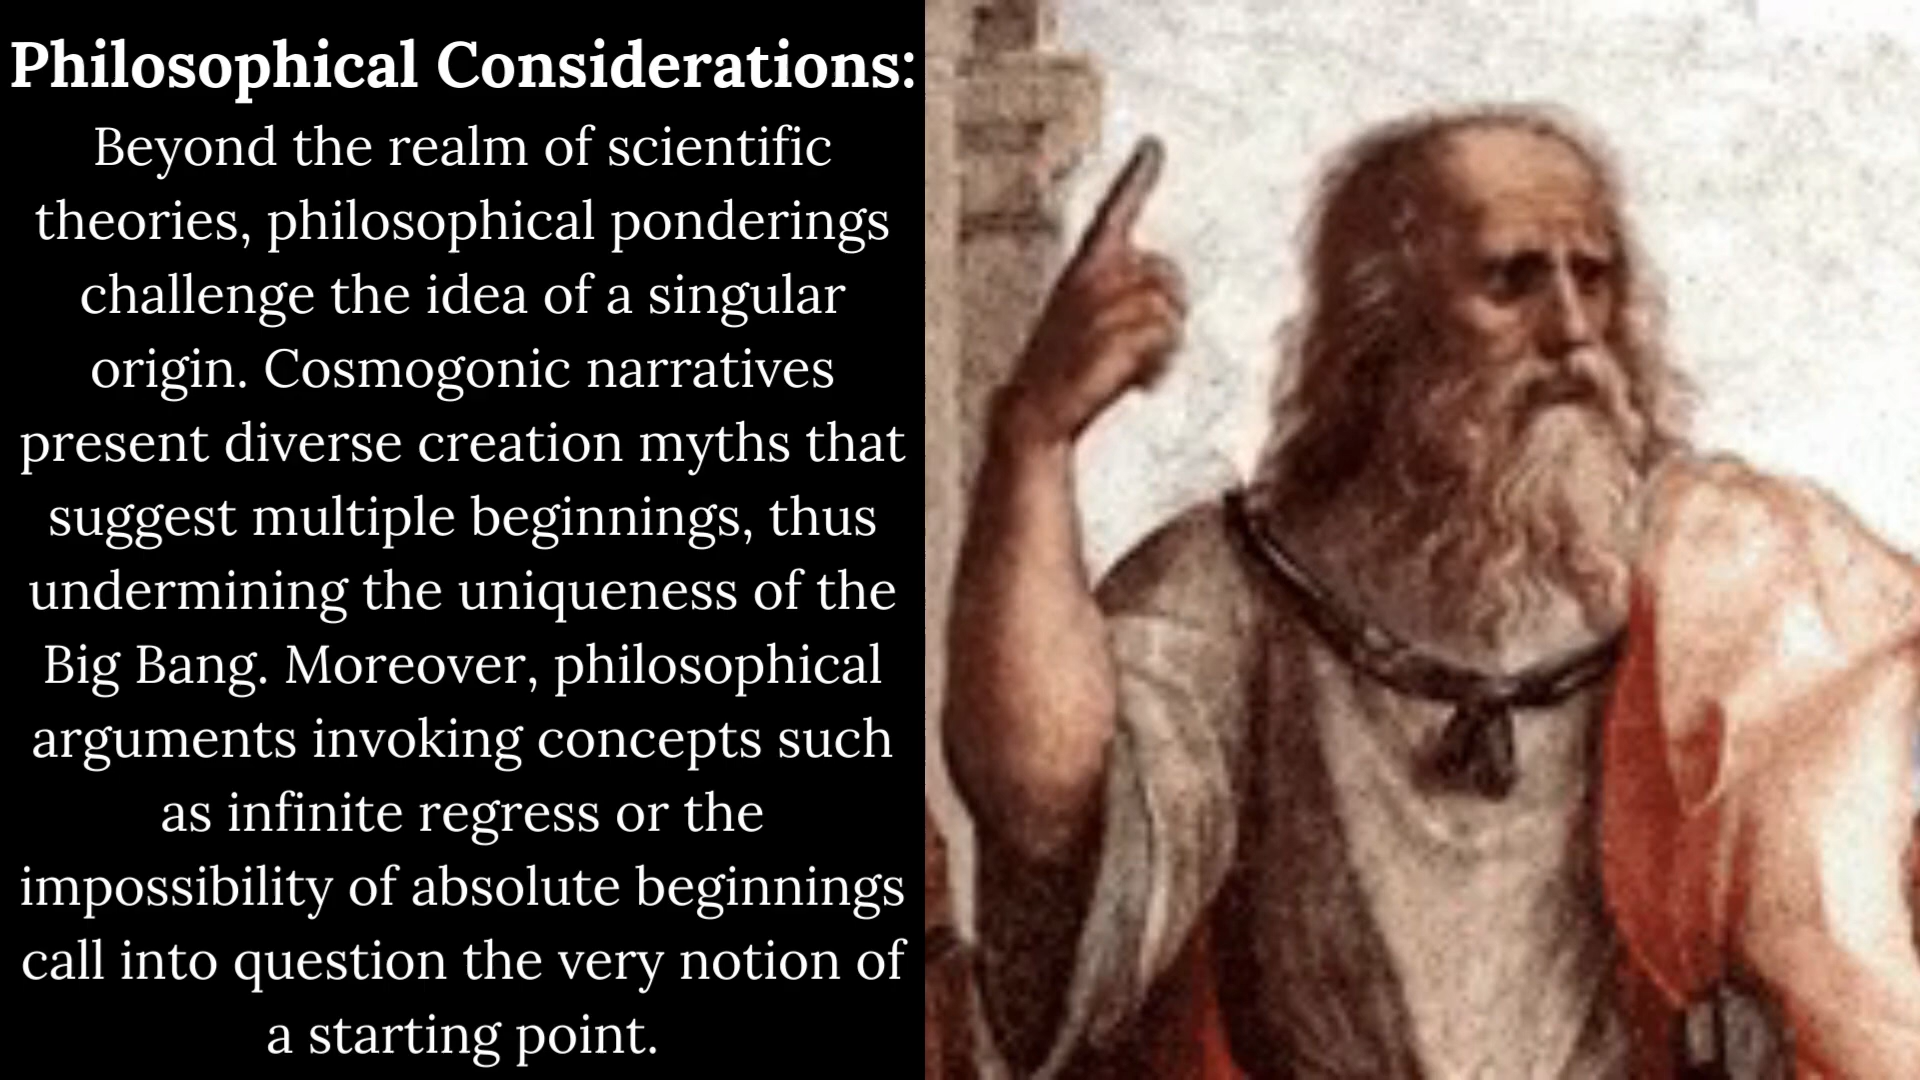 Philosophical Considerations:
Beyond the realm of scientific
theories, philosophical ponderings
challenge the idea of a singular
origin. Cosmogonic narratives
present diverse creation myths that
suggest multiple beginnings, thus
undermining the uniqueness of the
Big Bang. Moreover, philosophical
arguments invoking concepts such
as infinite regress or the
impossibility of absolute beginnings
call into question the very notion of
a starting point.